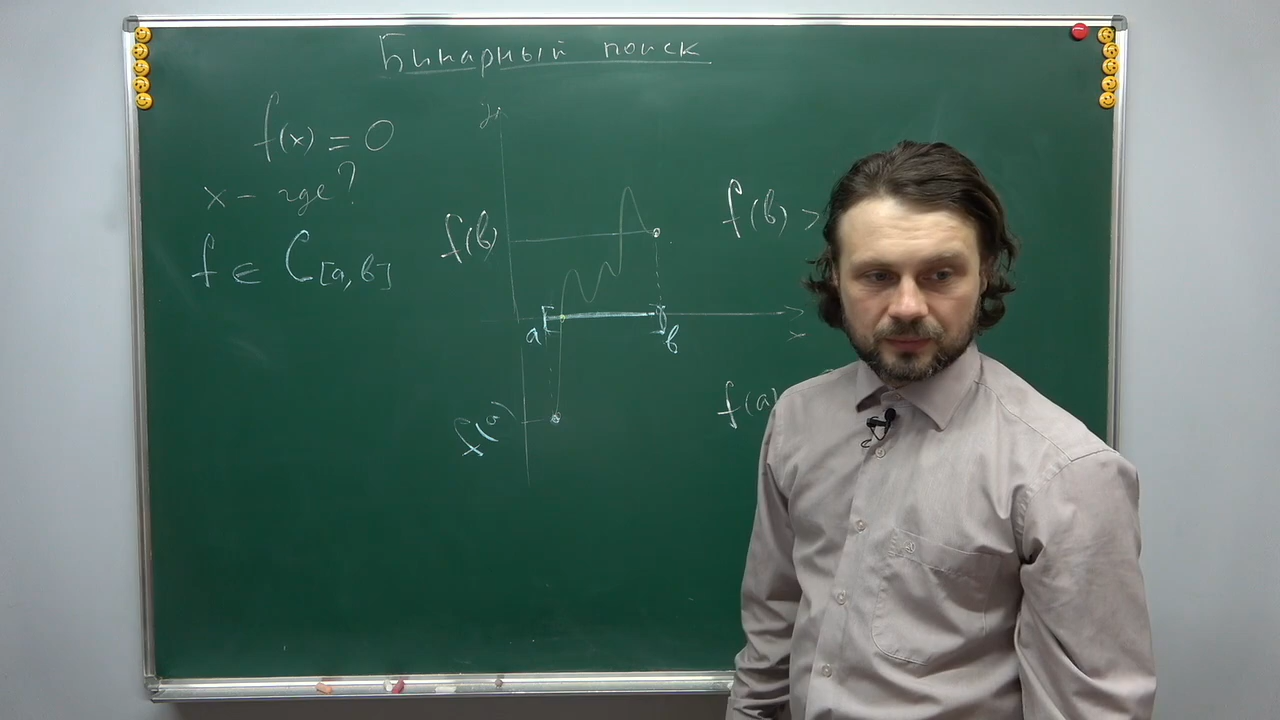 Бинарный поиск
f(x) = 0
x - где?
f ∈ C[a, b]
y
f(b)
a
b
x
f(a)
f(b) >
f(a)